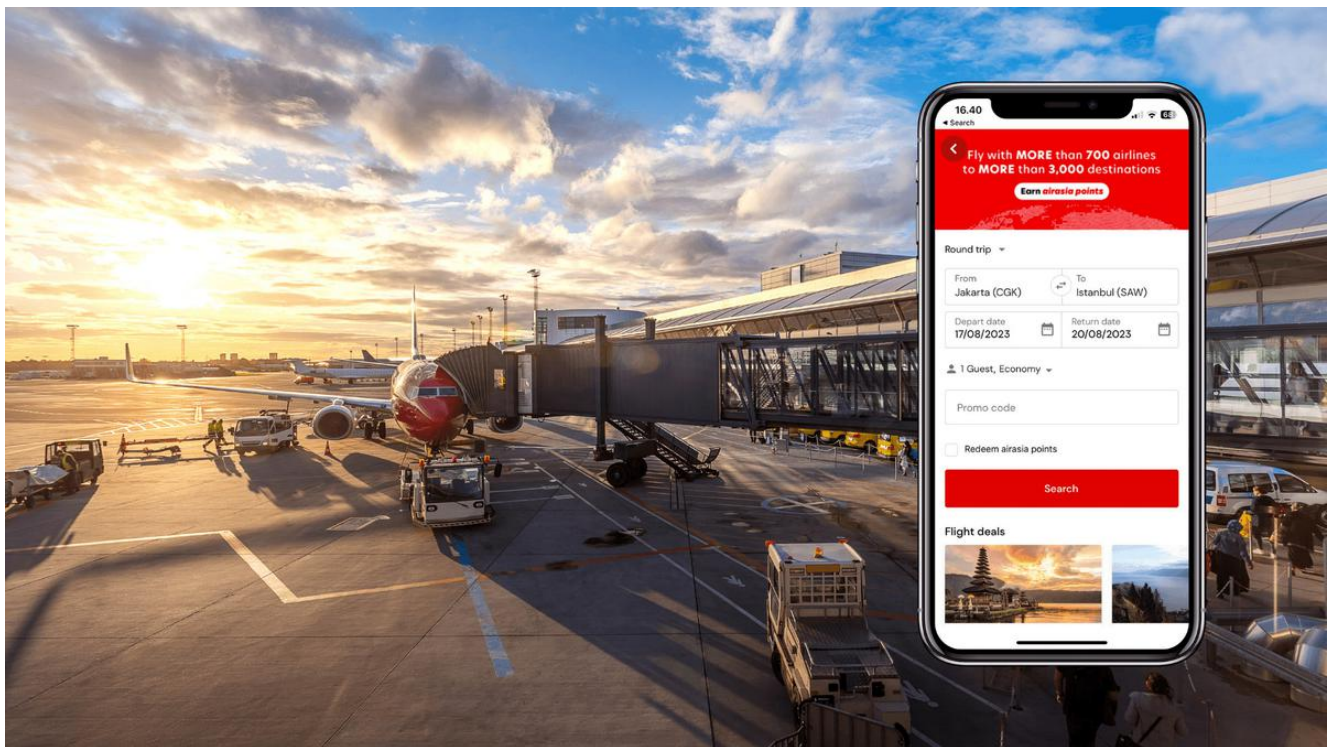 16.40
68
◀ Search
Fly with MORE than 700 airlines
to MORE than 3,000 destinations
Earn airasia points
Round trip
From
Jakarta (CGK)
To
Istanbul (SAW)
Depart date
17/08/2023
Return date
20/08/2023
1 Guest, Economy
Promo code
Redeem airasia points
Search
Flight deals